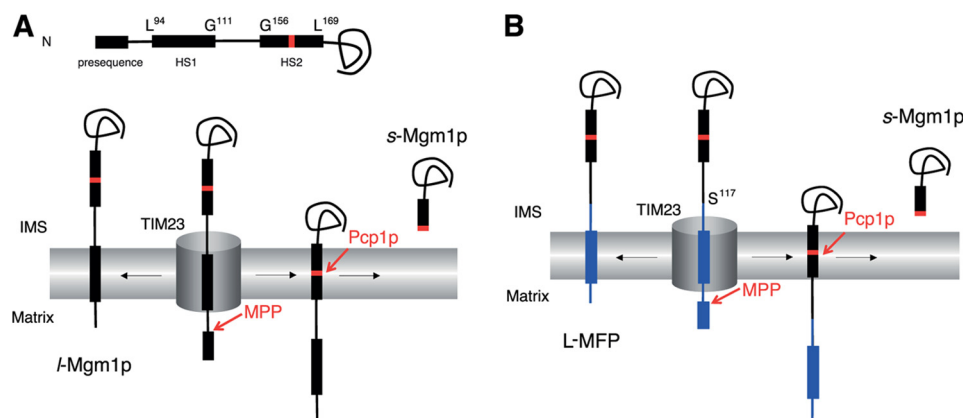 A
N
L94
G111
G156
L169
presequence
HS1
HS2
s-Mgm1p
IMS
TIM23
Pcp1p
Matrix
MPP
l-Mgm1p
B
s-Mgm1p
S117
IMS
TIM23
Pcp1p
Matrix
MPP
L-MFP